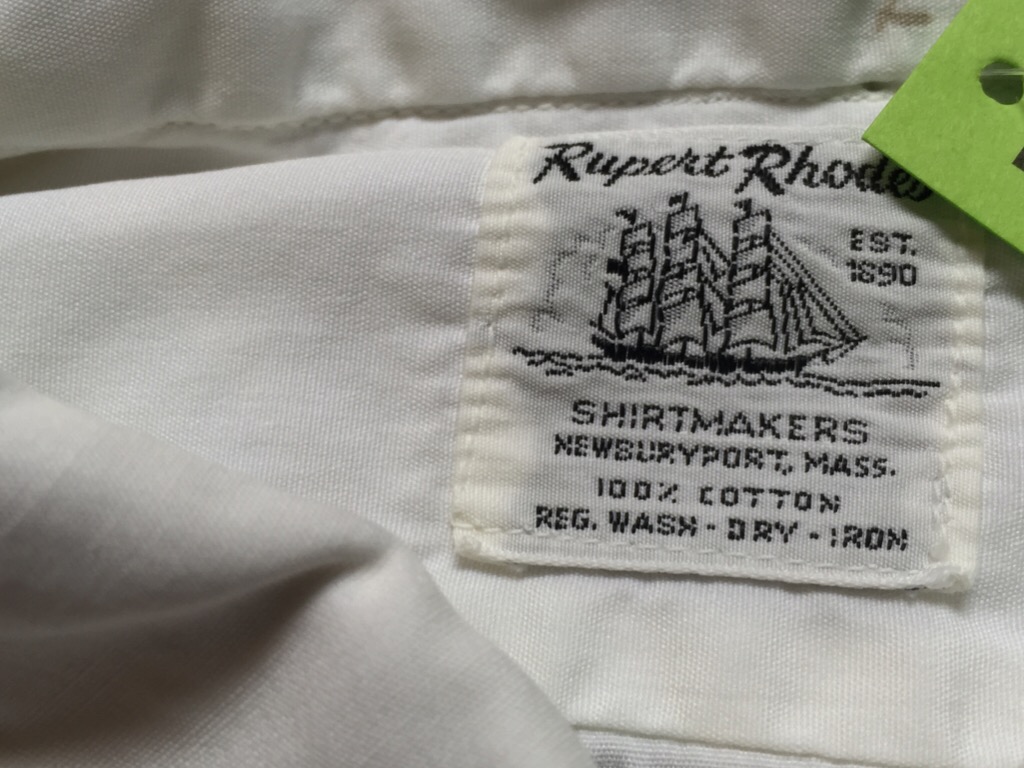 Rupert Rhodes
EST.
1890
SHIRTMAKERS
NEWBURYPORT, MASS.
100% COTTON
REG. WASH - DRY - IRON